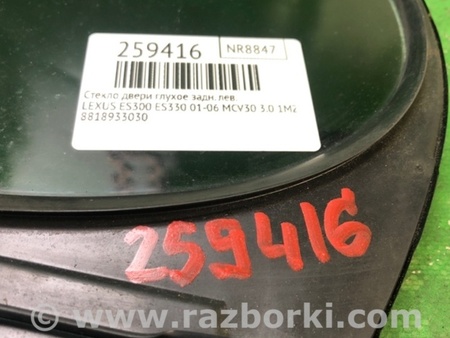 259416 NR8847
Стекло двери глухое задн. лев.
LEXUS ES300 ES330 01-06 MCV30 3.0 1MZ
8818933030
259416
www.razborki.com